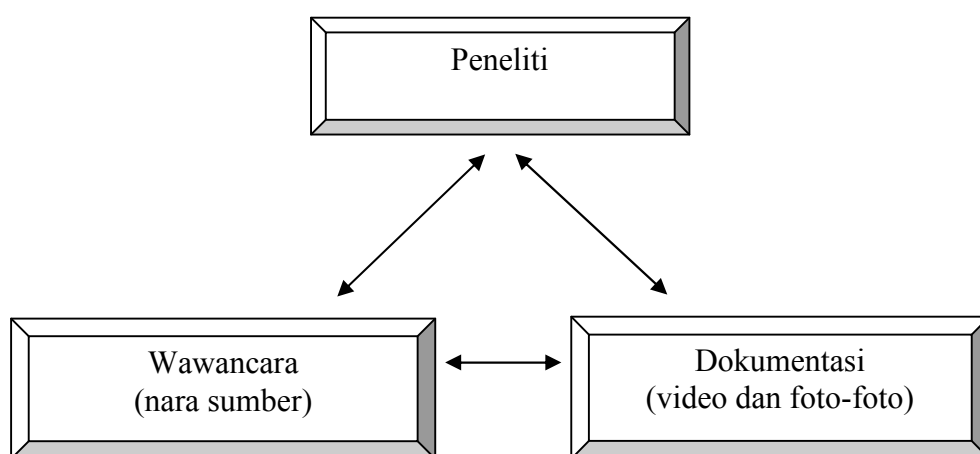 Peneliti
Wawancara
(nara sumber)
Dokumentasi
(video dan foto-foto)